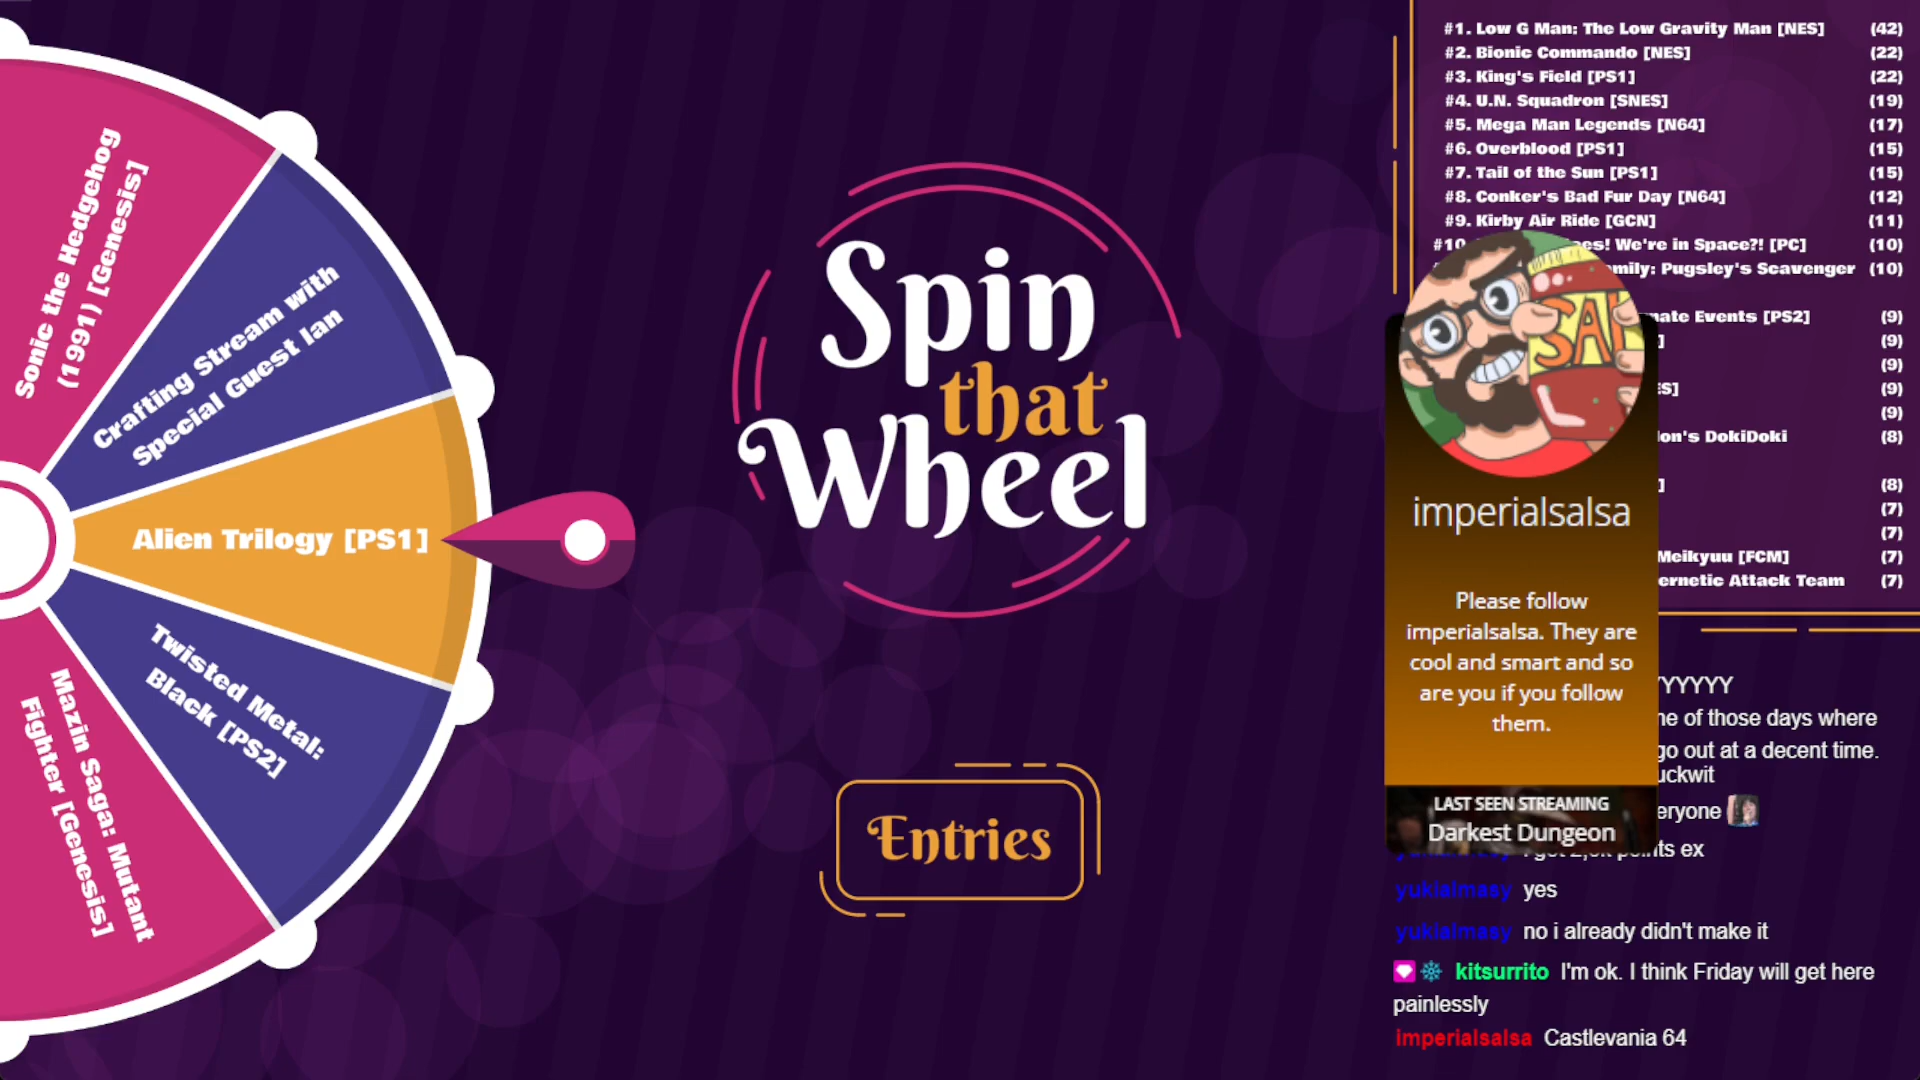 Sonic the Hedgehog
(1991) [Genesis]
Crafting Stream with
Special Guest Ian
Alien Trilogy [PS1]
Twisted Metal:
Black [PS2]
Mazin Saga: Mutant
Fighter [Genesis]
Spin
that
Wheel
Entries
#1. Low G Man: The Low Gravity Man [NES] (42)
#2. Bionic Commando [NES] (22)
#3. King's Field [PS1] (22)
#4. U.N. Squadron [SNES] (19)
#5. Mega Man Legends [N64] (17)
#6. Overblood [PS1] (15)
#7. Tail of the Sun [PS1] (15)
#8. Conker's Bad Fur Day [N64] (12)
#9. Kirby Air Ride [GCN] (11)
#10 We're in Space?! [PC] (10)
Pugsley's Scavenger (10)
Events [PS2] (9)
(9)
(9)
(9)
(9)
DokiDoki (8)
(8)
(7)
(7)
Meikyuu [FCM] (7)
Attack Team (7)
SAL
imperialsalsa
Please follow
imperialsalsa. They are
cool and smart and so
are you if you follow
them.
LAST SEEN STREAMING
Darkest Dungeon
of those days where
go out at a decent time.
ex
yuklalmasy yes
yuklalmasy no i already didn't make it
kitsurrito I'm ok. I think Friday will get here
painlessly
imperialsalsa Castlevania 64